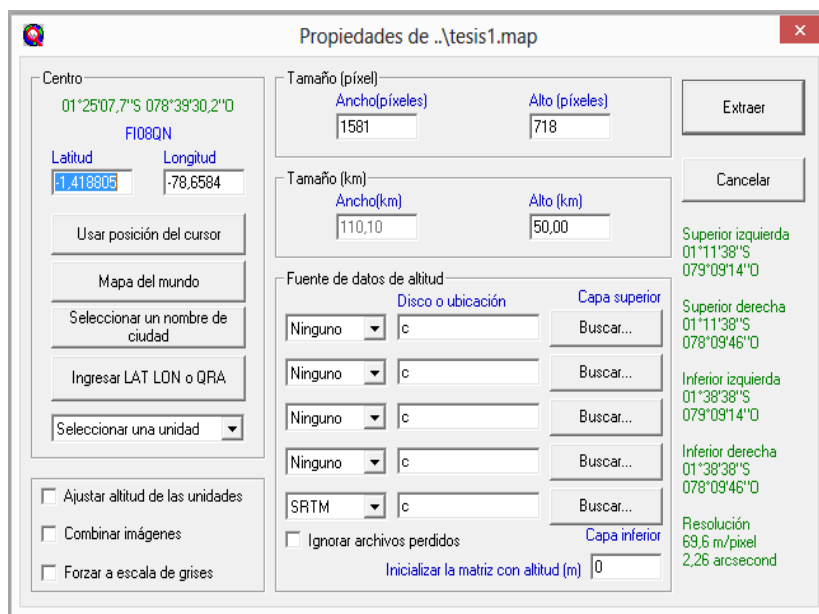 Propiedades de ..\tesis1.map
Centro
01°25'07,7''S 078°39'30,2''O
FI08QN
Latitud Longitud
-1,418805 -78,6584
Usar posición del cursor
Mapa del mundo
Seleccionar un nombre de
ciudad
Ingresar LAT LON o QRA
Seleccionar una unidad
Ajustar altitud de las unidades
Combinar imágenes
Forzar a escala de grises
Tamaño (píxel)
Ancho(píxeles) Alto (píxeles)
1581 718
Tamaño (km)
Ancho(km) Alto (km)
110,10 50,00
Fuente de datos de altitud
Disco o ubicación Capa superior
Ninguno c Buscar...
Ninguno c Buscar...
Ninguno c Buscar...
Ninguno c Buscar...
SRTM c Buscar...
Ignorar archivos perdidos Capa inferior
Inicializar la matriz con altitud (m) 0
Extraer
Cancelar
Superior izquierda
01°11'38''S
079°09'14''O
Superior derecha
01°11'38''S
078°09'46''O
Inferior izquierda
01°38'38''S
079°09'14''O
Inferior derecha
01°38'38''S
078°09'46''O
Resolución
69,6 m/pixel
2,26 arcsecond